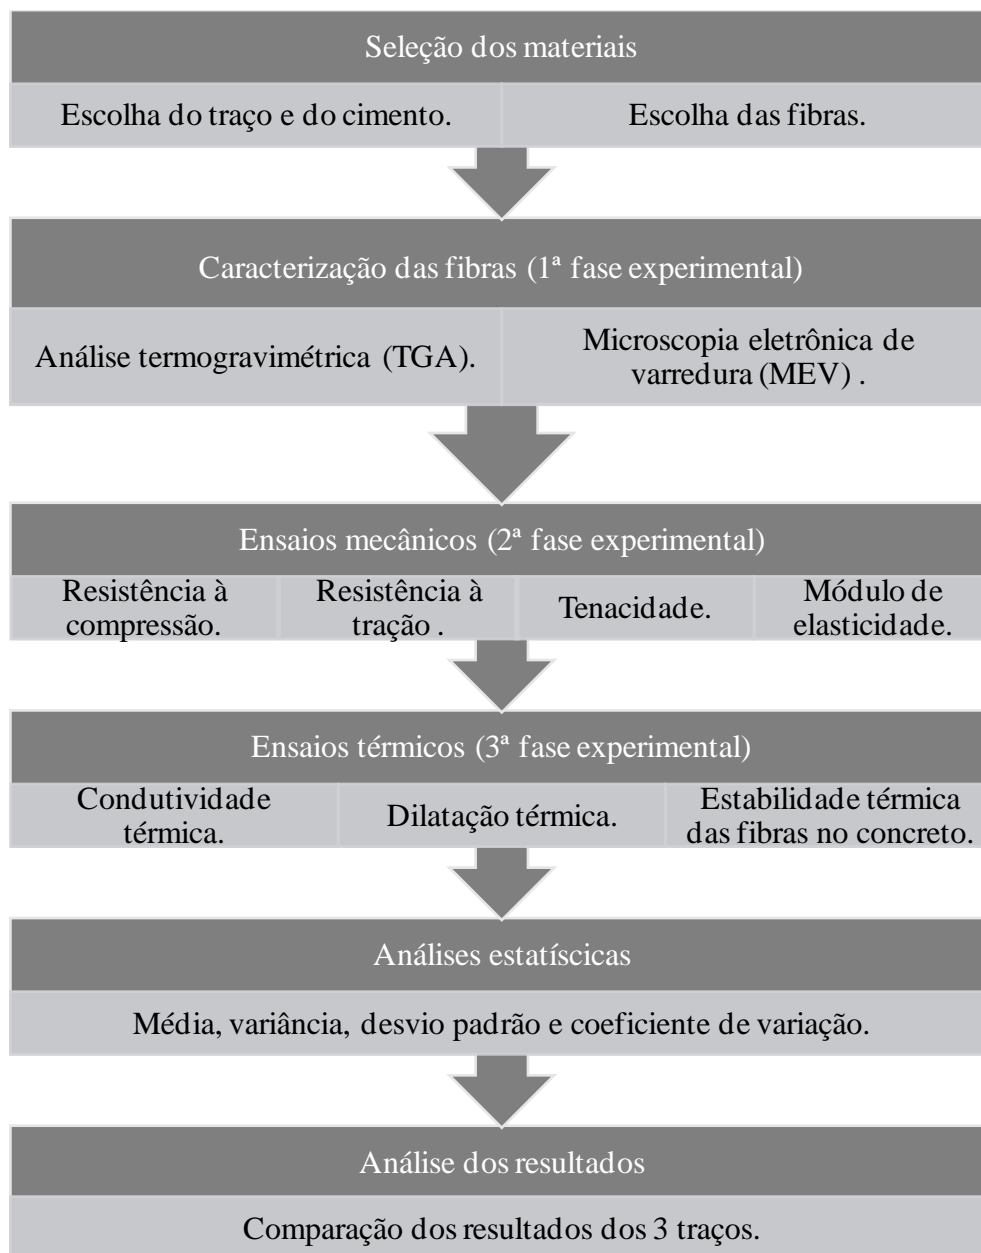 Seleção dos materiais
Escolha do traço e do cimento.
Escolha das fibras.
Caracterização das fibras (1ª fase experimental)
Análise termogravimétrica (TGA).
Microscopia eletrônica de
varredura (MEV) .
Ensaios mecânicos (2ª fase experimental)
Resistência à
compressão.
Resistência à
tração .
Tenacidade.
Módulo de
elasticidade.
Ensaios térmicos (3ª fase experimental)
Condutividade
térmica.
Dilatação térmica.
Estabilidade térmica
das fibras no concreto.
Análises estatíscicas
Média, variância, desvio padrão e coeficiente de variação.
Análise dos resultados
Comparação dos resultados dos 3 traços.